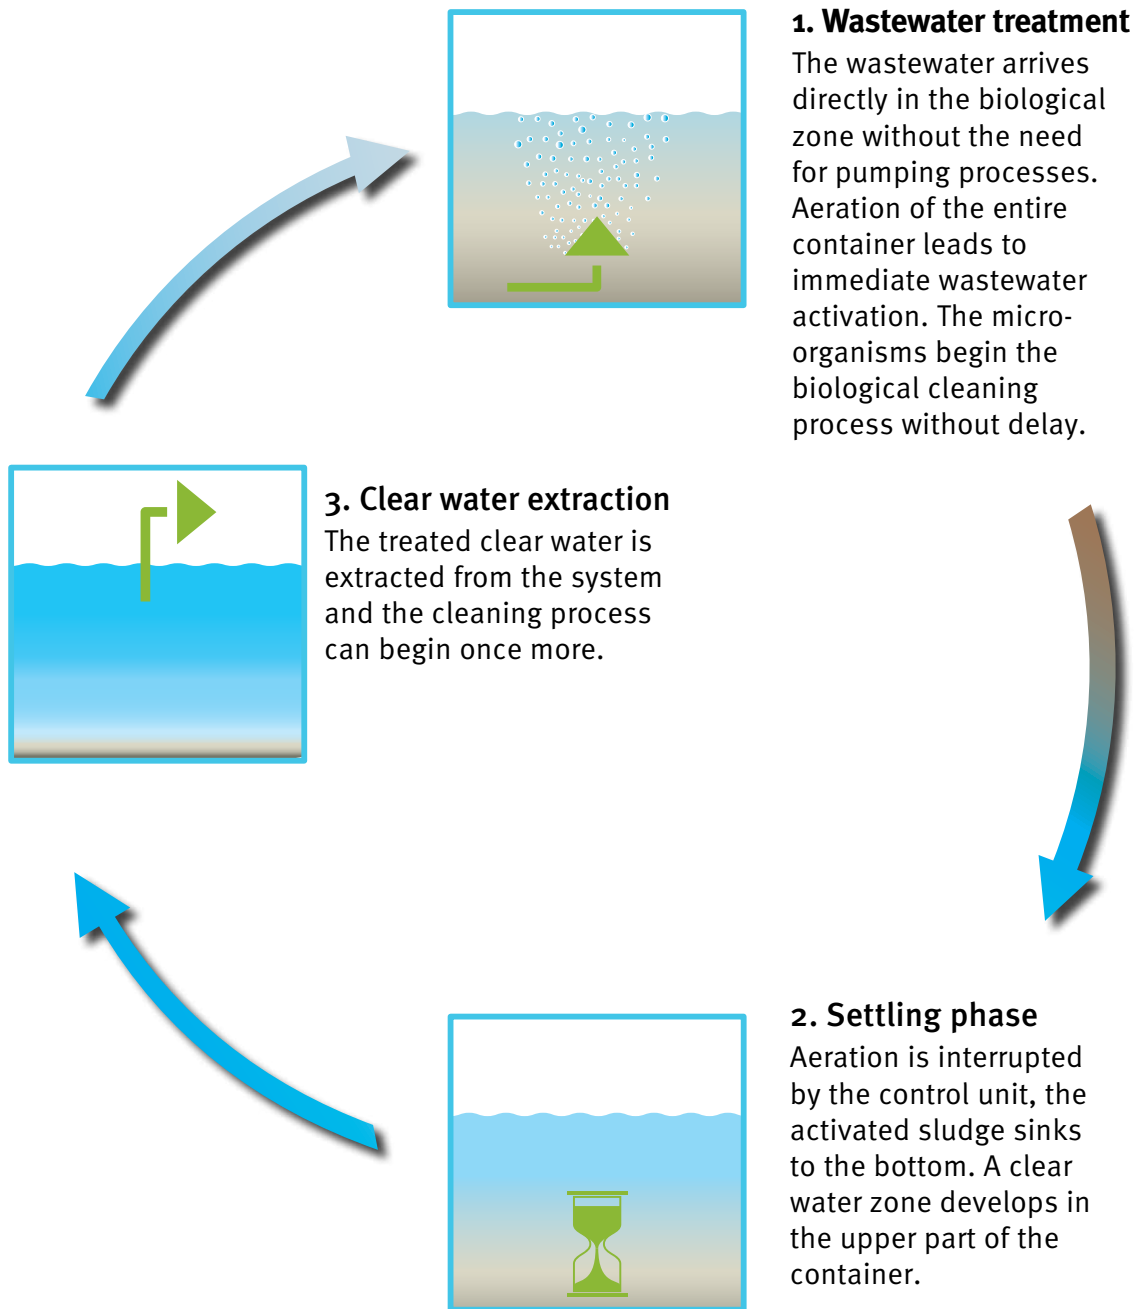 1. Wastewater treatment
The wastewater arrives
directly in the biological
zone without the need
for pumping processes.
Aeration of the entire
container leads to
immediate wastewater
activation. The micro-
organisms begin the
biological cleaning
process without delay.
3. Clear water extraction
The treated clear water is
extracted from the system
and the cleaning process
can begin once more.
2. Settling phase
Aeration is interrupted
by the control unit, the
activated sludge sinks
to the bottom. A clear
water zone develops in
the upper part of the
container.